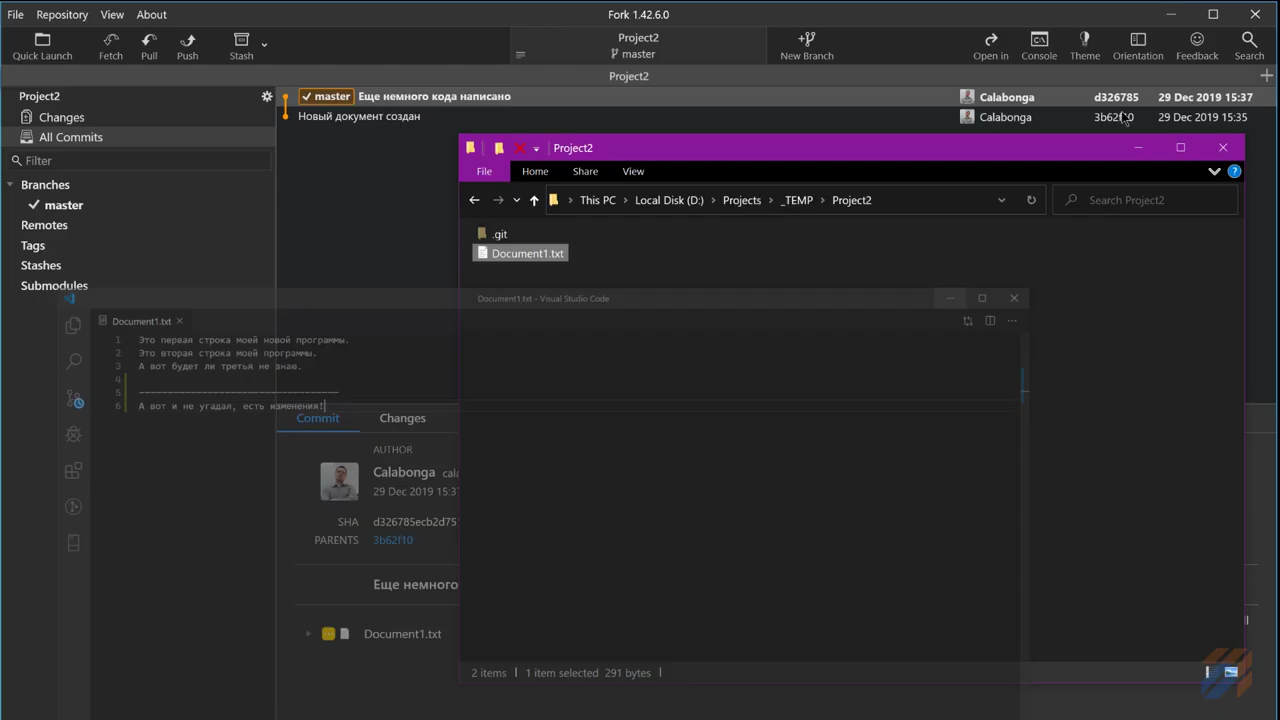 File Repository View About
Fork 1.42.6.0
Quick Launch Fetch Pull Push Stash
Project2
master
New Branch Open in Console Theme Orientation Feedback Search
Project2
Project2
Changes
All Commits
Filter
Branches
master
Remotes
Tags
Stashes
Submodules
master Еще немного кода написано Calabonga d326785 29 Dec 2019 15:37
Новый документ создан Calabonga 29 Dec 2019 15:35
Project2
File Home Share View
This PC Local Disk (D:) Projects _TEMP Project2
Search Project2
.git
Document1.txt
2 items 1 item selected 291 bytes
Document1.txt - Visual Studio Code
Document1.txt
1 Это первая строка моей новой программы.
2 Это вторая строка моей программы.
3 А вот будет ли третья не знаю.
4
5 -------------------------------------
6 А вот и не угадал, есть изменения!
Commit Changes
AUTHOR
Calabonga
29 Dec 2019 15:37
SHA
PARENTS 3b62f10
Еще немного
Document1.txt